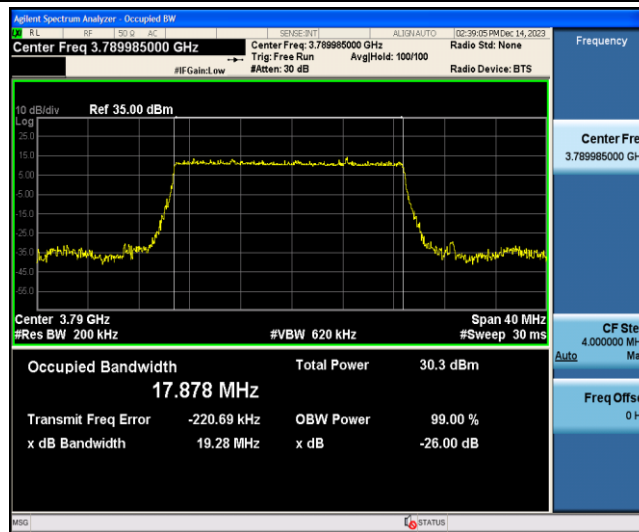 Agilent Spectrum Analyzer - Occupied BW
RL RF 50 Ω AC SENSE:INT ALIGNAUTO 02:39:05 PM Dec 14, 2023
Center Freq 3.789985000 GHz
Center Freq: 3.789985000 GHz
Radio Std: None
Trig: Free Run Avg|Hold: 100/100
#IFGain:Low #Atten: 30 dB
Radio Device: BTS
Frequency
10 dB/div Ref 35.00 dBm
Log
25.0
15.0
5.00
-5.00
-15.0
-25.0
-35.0
-45.0
-55.0
Center 3.79 GHz Span 40 MHz
#Res BW 200 kHz #VBW 620 kHz #Sweep 30 ms
Occupied Bandwidth Total Power 30.3 dBm
17.878 MHz
Transmit Freq Error -220.69 kHz OBW Power 99.00 %
x dB Bandwidth 19.28 MHz x dB -26.00 dB
Center Fre
3.789985000 GH
CF Ste
4.000000 MH
Auto Ma
Freq Offse
0 H
MSG STATUS